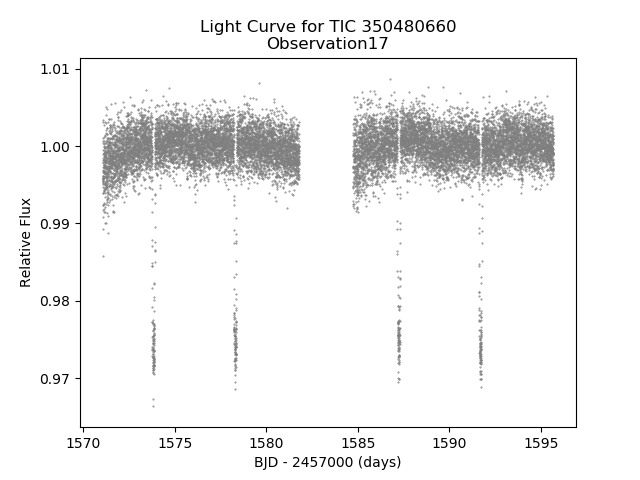 Light Curve for TIC 350480660
Observation17
1.01
1.00
0.99
0.98
0.97
Relative Flux
1570
1575
1580
1585
1590
1595
BJD - 2457000 (days)